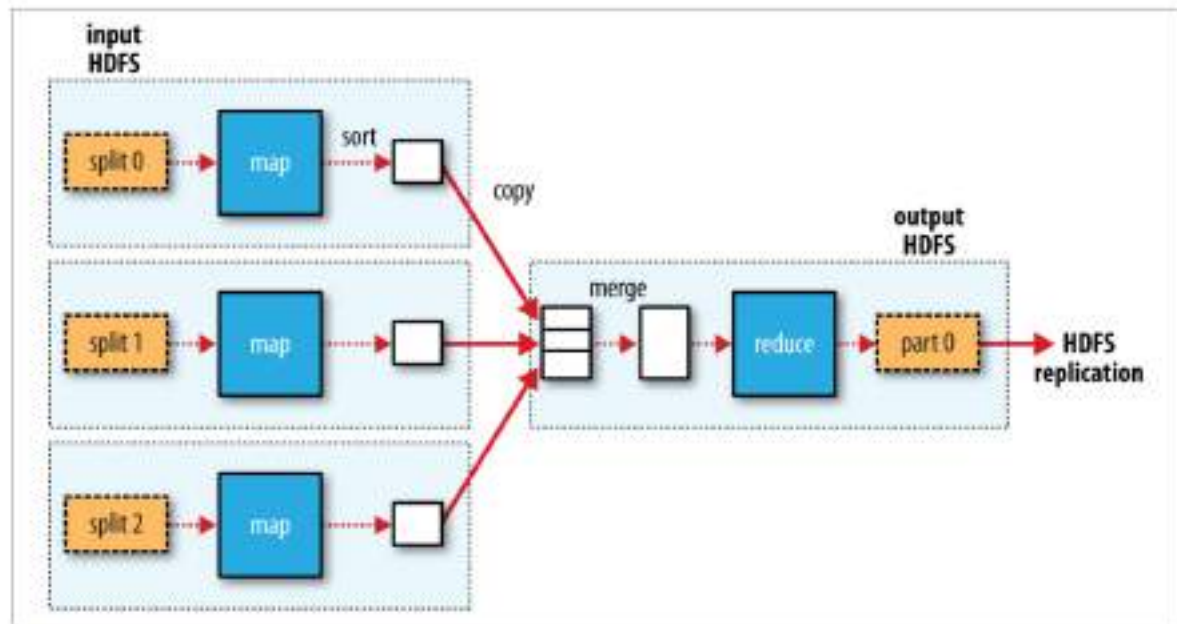 input
HDFS
split 0
map
sort
copy
split 1
map
split 2
map
output
HDFS
merge
reduce
part 0
HDFS
replication